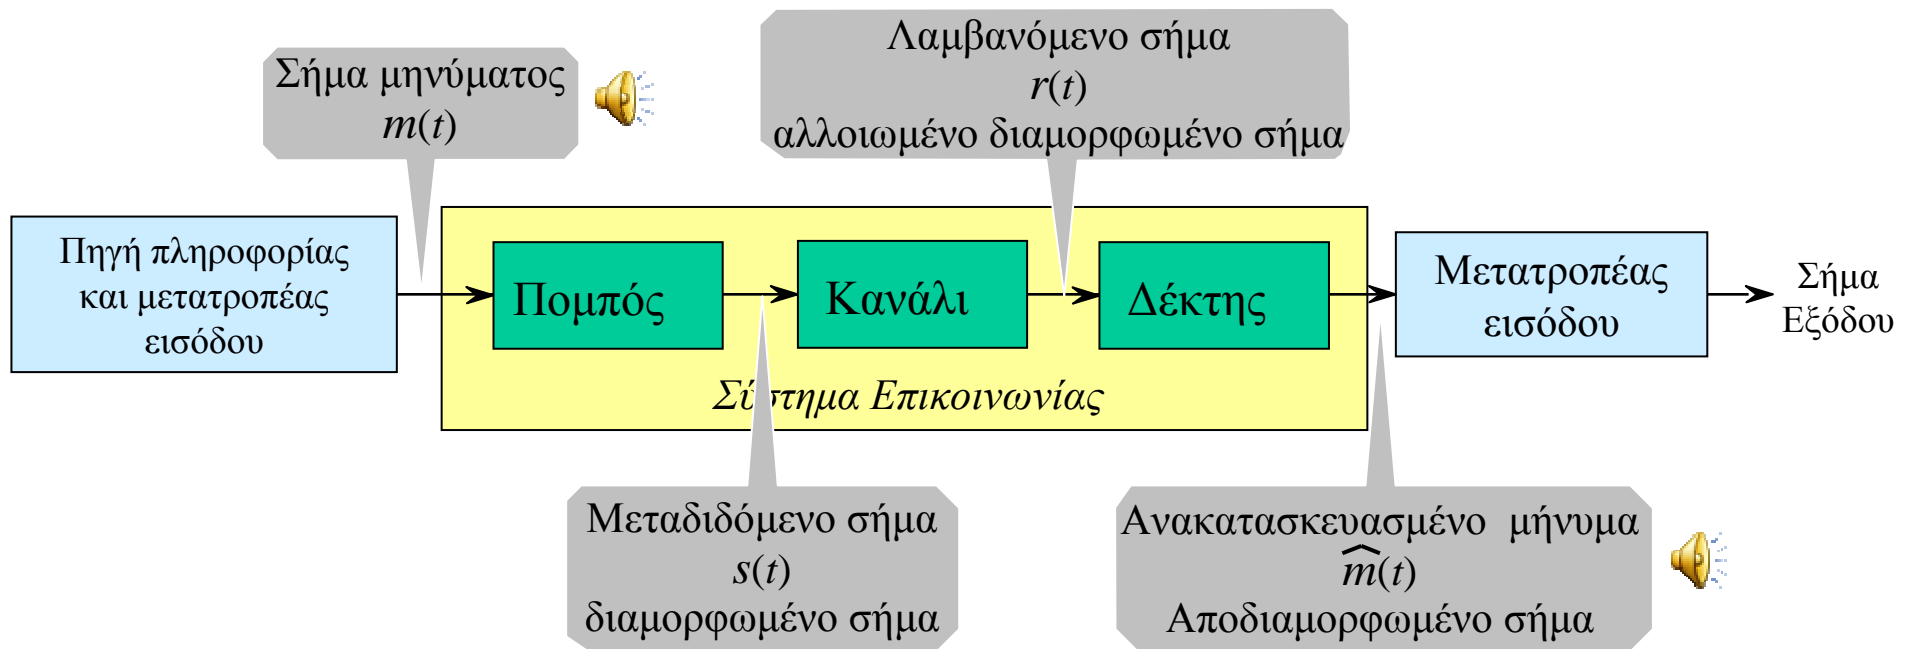 Σήμα μηνύματος
m(t)
Λαμβανόμενο σήμα
r(t)
αλλοιωμένο διαμορφωμένο σήμα
Πηγή πληροφορίας
και μετατροπέας
εισόδου
Πομπός
Κανάλι
Δέκτης
Μετατροπέας
εισόδου
Σήμα
Εξόδου
Σύστημα Επικοινωνίας
Μεταδιδόμενο σήμα
s(t)
διαμορφωμένο σήμα
Ανακατασκευασμένο μήνυμα
m̂(t)
Αποδιαμορφωμένο σήμα